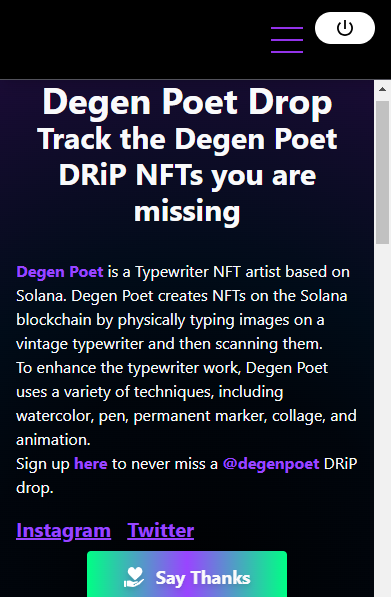 Degen Poet Drop
Track the Degen Poet
DRiP NFTs you are
missing
Degen Poet is a Typewriter NFT artist based on
Solana. Degen Poet creates NFTs on the Solana
blockchain by physically typing images on a
vintage typewriter and then scanning them.
To enhance the typewriter work, Degen Poet
uses a variety of techniques, including
watercolor, pen, permanent marker, collage, and
animation.
Sign up here to never miss a @degenpoet DRiP
drop.
Instagram Twitter
Say Thanks